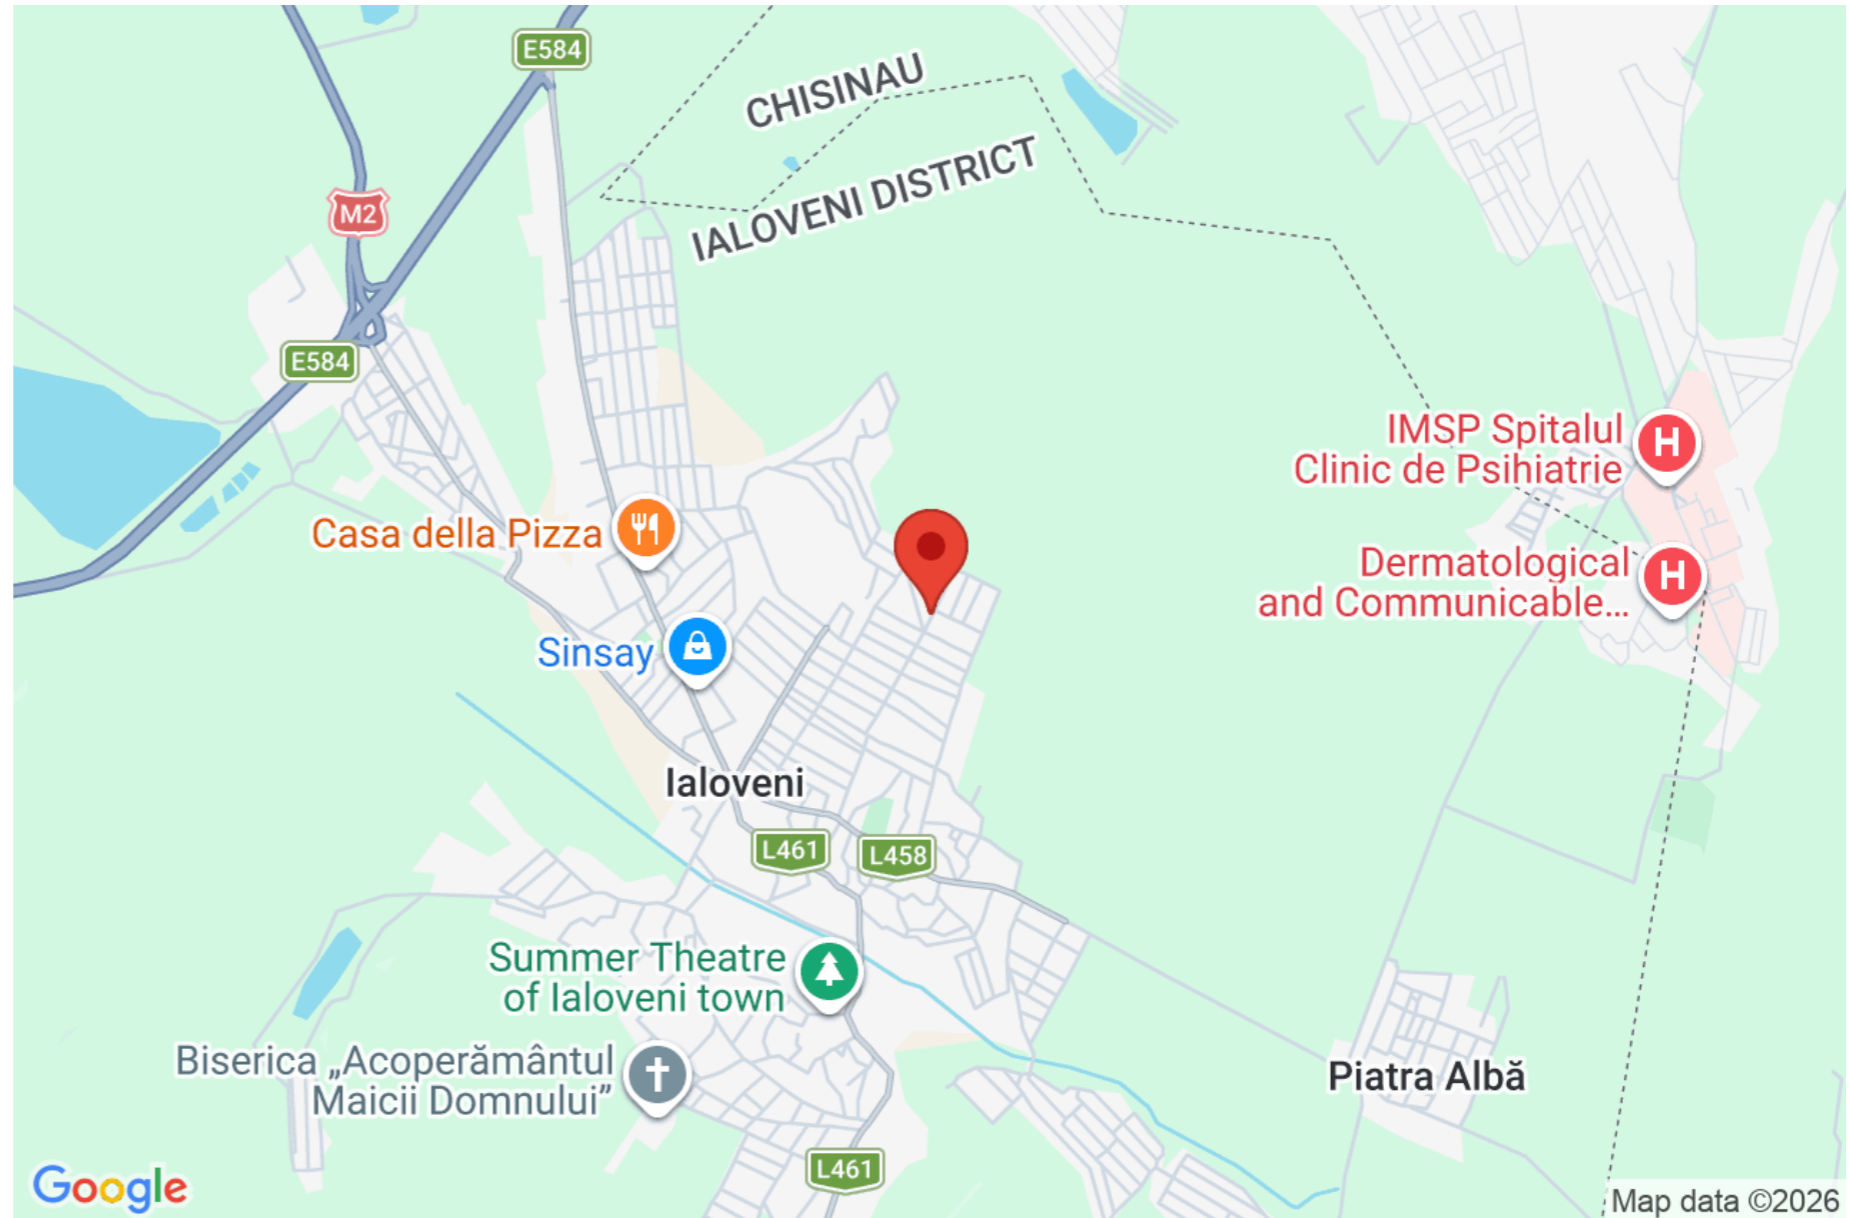 E584
CHISINAU
IALOVENI DISTRICT
M2
E584
IMSP Spitalul
Clinic de Psihiatrie
H
Casa della Pizza
Dermatological
and Communicable...
H
Sinsay
Ialoveni
L461
L458
Summer Theatre
of Ialoveni town
Biserica „Acoperământul
Maicii Domnului”
Piatra Albă
L461
Google
Map data ©2026